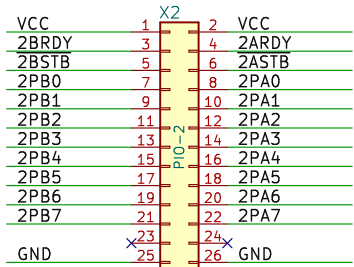 X2
VCC 1 2 VCC
2BRDY 3 4 2ARDY
2BSTB 5 6 2ASTB
2PB0 7 8 2PA0
2PB1 9 10 2PA1
2PB2 11 12 2PA2
2PB3 13 14 2PA3
2PB4 15 16 2PA4
2PB5 17 18 2PA5
2PB6 19 20 2PA6
2PB7 21 22 2PA7
23 24
GND 25 26 GND
PIO-2